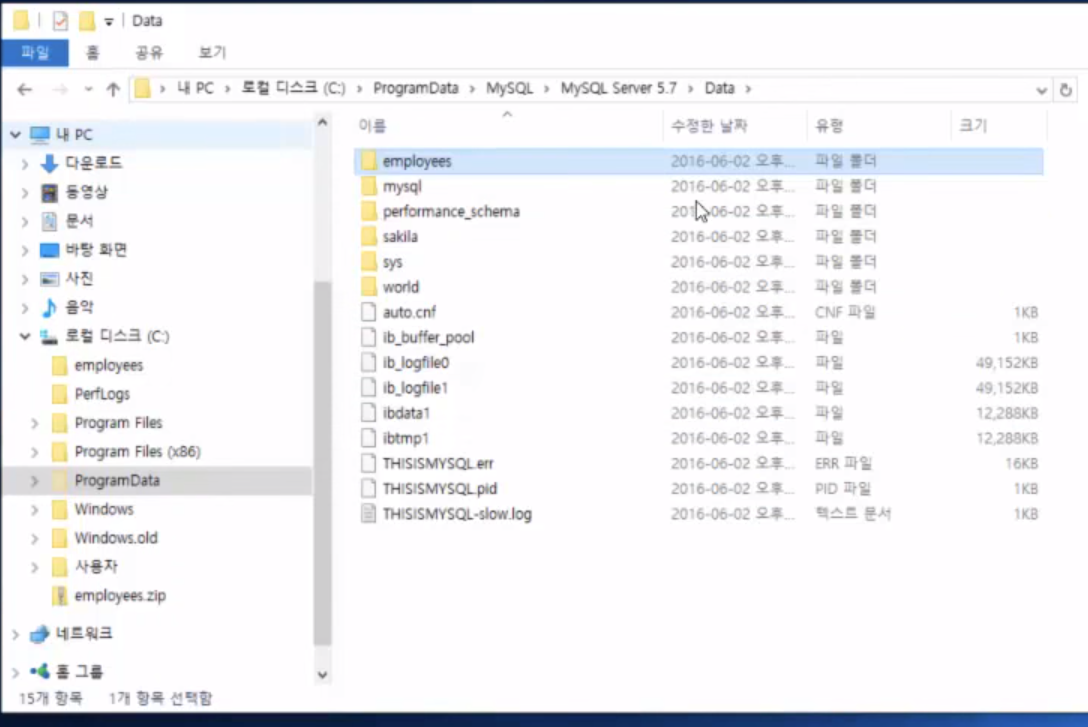 Data
파일 홈 공유 보기
내 PC > 로컬 디스크 (C:) > ProgramData > MySQL > MySQL Server 5.7 > Data >
내 PC
다운로드
동영상
문서
바탕 화면
사진
음악
로컬 디스크 (C:)
employees
PerfLogs
Program Files
Program Files (x86)
ProgramData
Windows
Windows.old
사용자
employees.zip
네트워크
홈 그룹
이름 수정한 날짜 유형 크기
employees 2016-06-02 오후... 파일 폴더
mysql 2016-06-02 오후... 파일 폴더
performance_schema 2016-06-02 오후... 파일 폴더
sakila 2016-06-02 오후... 파일 폴더
sys 2016-06-02 오후... 파일 폴더
world 2016-06-02 오후... 파일 폴더
auto.cnf 2016-06-02 오후... CNF 파일 1KB
ib_buffer_pool 2016-06-02 오후... 파일 1KB
ib_logfile0 2016-06-02 오후... 파일 49,152KB
ib_logfile1 2016-06-02 오후... 파일 49,152KB
ibdata1 2016-06-02 오후... 파일 12,288KB
ibtmp1 2016-06-02 오후... 파일 12,288KB
THISISMYSQL.err 2016-06-02 오후... ERR 파일 16KB
THISISMYSQL.pid 2016-06-02 오후... PID 파일 1KB
THISISMYSQL-slow.log 2016-06-02 오후... 텍스트 문서 1KB
15개 항목 1개 항목 선택함